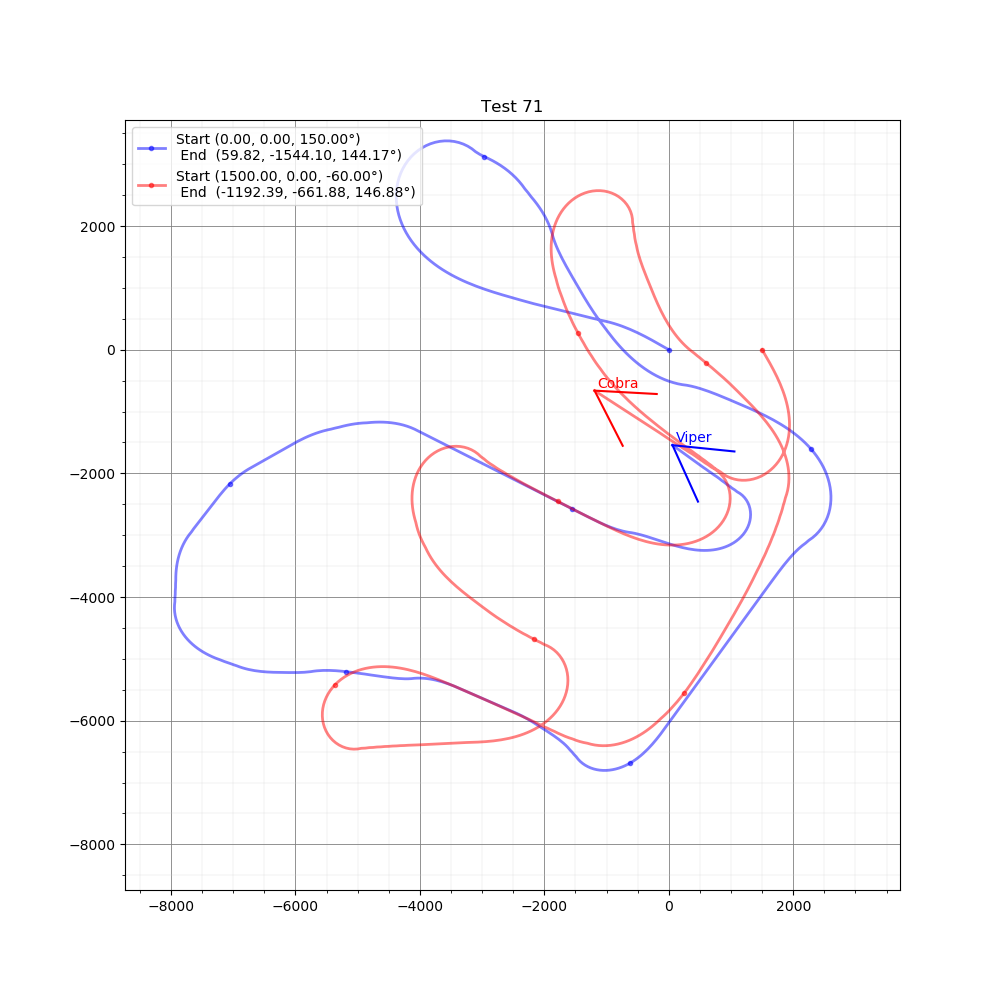 Test 71
Start (0.00, 0.00, 150.00°)
End (59.82, -1544.10, 144.17°)
Start (1500.00, 0.00, -60.00°)
End (-1192.39, -661.88, 146.88°)
2000
0
−2000
−4000
−6000
−8000
Cobra
Viper
−8000
−6000
−4000
−2000
0
2000